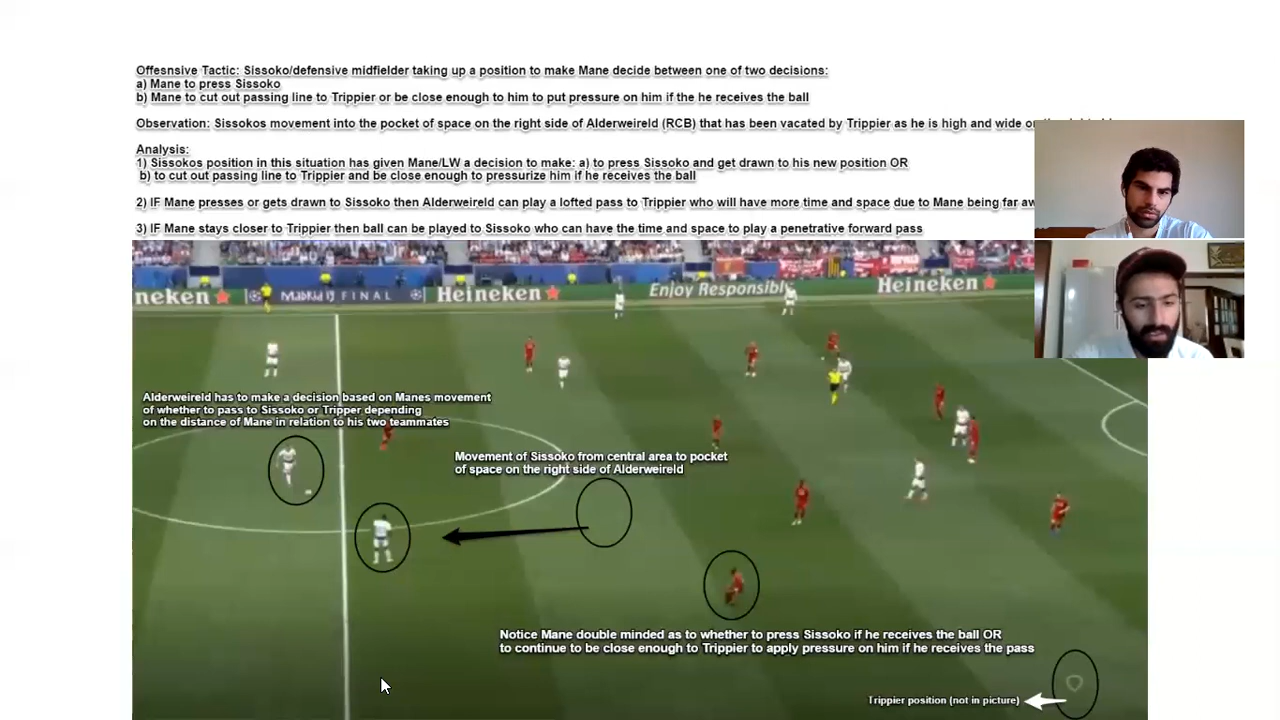 Offesnsive Tactic: Sissoko/defensive midfielder taking up a position to make Mane decide between one of two decisions:
a) Mane to press Sissoko
b) Mane to cut out passing line to Trippier or be close enough to him to put pressure on him if the he receives the ball
Observation: Sissokos movement into the pocket of space on the right side of Alderweireld (RCB) that has been vacated by Trippier as he is high and wide
Analysis:
1) Sissokos position in this situation has given Mane/LW a decision to make: a) to press Sissoko and get drawn to his new position OR
b) to cut out passing line to Trippier and be close enough to pressurize him if he receives the ball
2) IF Mane presses or gets drawn to Sissoko then Alderweireld can play a lofted pass to Trippier who will have more time and space due to Mane being far
3) IF Mane stays closer to Trippier then ball can be played to Sissoko who can have the time and space to play a penetrative forward pass
neken Madrid FINAL Heineken Enjoy Responsibly Heineken
Alderweireld has to make a decision based on Manes movement
of whether to pass to Sissoko or Tripper depending
on the distance of Mane in relation to his two teammates
Movement of Sissoko from central area to pocket
of space on the right side of Alderweireld
Notice Mane double minded as to whether to press Sissoko if he receives the ball OR
to continue to be close enough to Trippier to apply pressure on him if he receives the pass
Trippier position (not in picture)